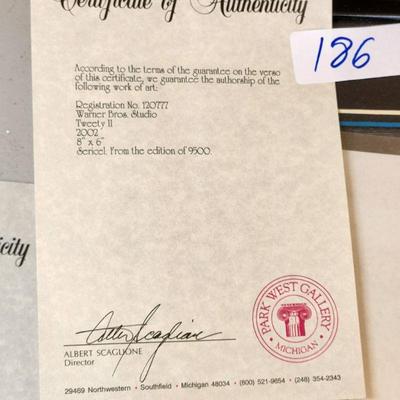 Certificate of Authenticity
186
According to the terms of the guarantee on the verso
of this certificate, we guarantee the authorship of the
following work of art:
Registration No. 120777
Warner Bros. Studio
Tweety II
2002
8" x 6"
Sericel. From the edition of 9500.
icity
ALBERT SCAGLIONE
Director
PARK WEST GALLERY
• MICHIGAN •
29469 Northwestern • Southfield • Michigan 48034 • (800) 521-9654 • (248) 354-2343